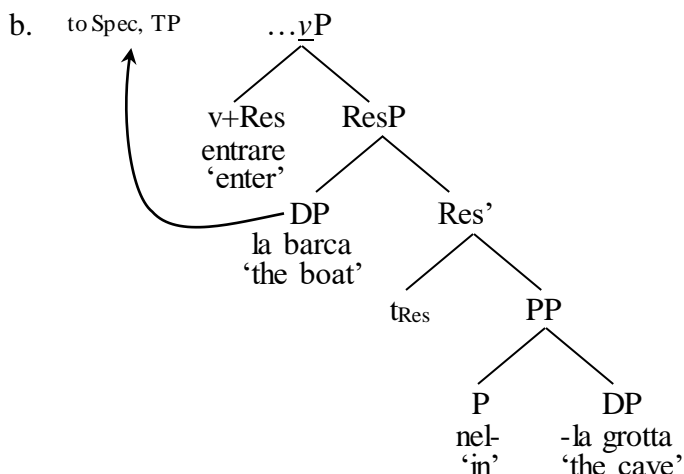 b. to Spec, TP …vP
v+Res ResP
entrare
‘enter’
DP Res’
la barca
‘the boat’
tRes PP
P DP
nel- -la grotta
‘in’ ‘the cave’